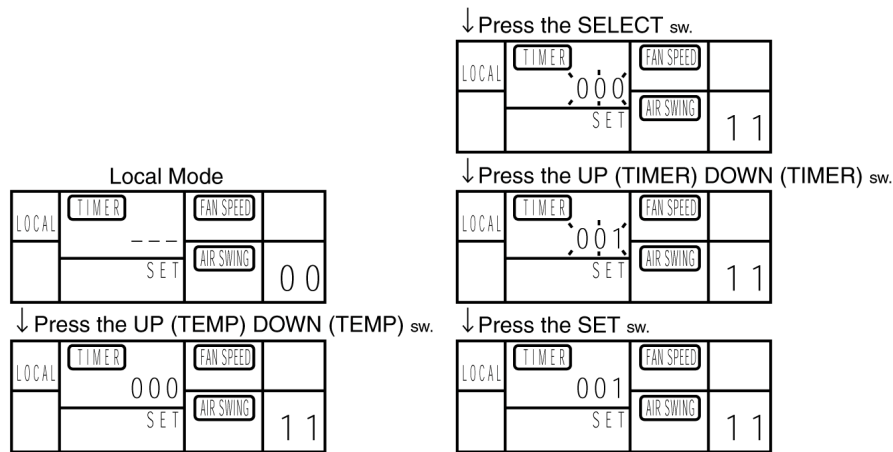 Local Mode
LOCAL TIMER FAN SPEED
---
SET AIR SWING 00
↓Press the UP (TEMP) DOWN (TEMP) sw.
LOCAL TIMER FAN SPEED
000
SET AIR SWING 11
↓Press the SELECT sw.
LOCAL TIMER FAN SPEED
000
SET AIR SWING 11
↓Press the UP (TIMER) DOWN (TIMER) sw.
LOCAL TIMER FAN SPEED
001
SET AIR SWING 11
↓Press the SET sw.
LOCAL TIMER FAN SPEED
001
SET AIR SWING 11